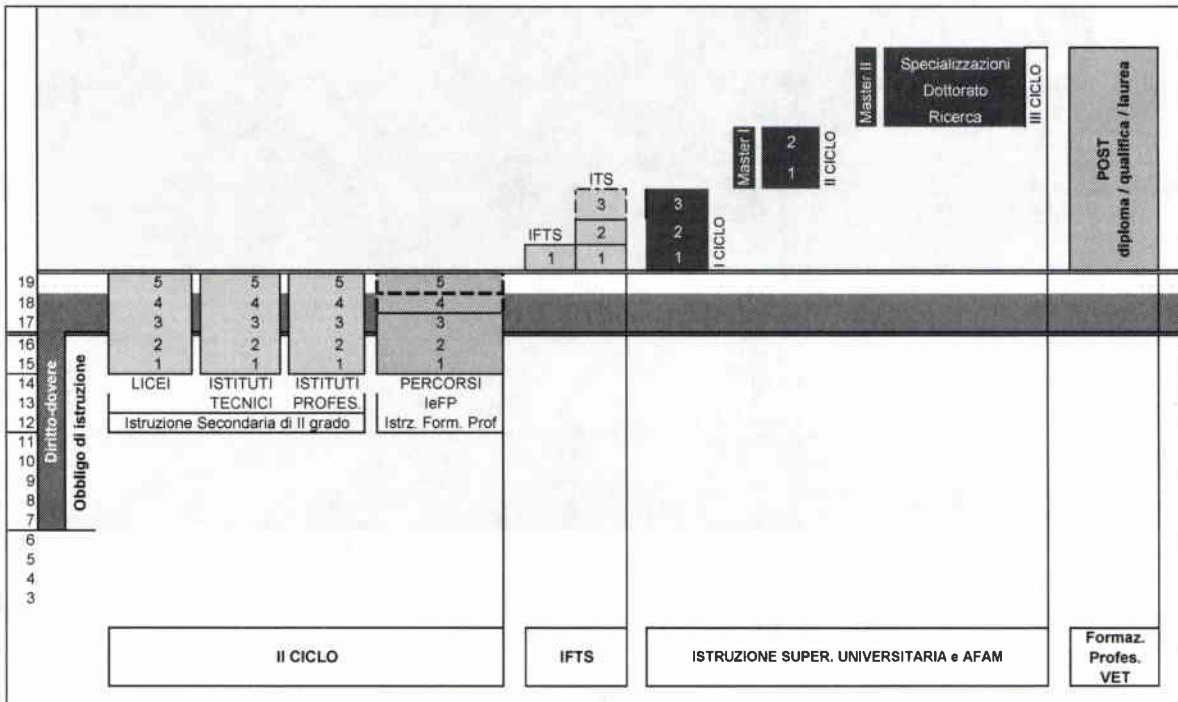 Specializzazioni
Dottorato
Ricerca
Master II
III CICLO
POST
diploma / qualifica / laurea
Master I
2
1
II CICLO
ITS
3
2
1
IFTS
1
3
2
1
I CICLO
19
18
17
16
15
14
13
12
11
10
9
8
7
6
5
4
3
Diritto-dovere
Obbligo di istruzione
5
4
3
2
1
LICEI
5
4
3
2
1
ISTITUTI
TECNICI
5
4
3
2
1
ISTITUTI
PROFES.
Istruzione Secondaria di II grado
5
4
3
2
1
PERCORSI
IeFP
Istrz. Form. Prof
II CICLO
IFTS
ISTRUZIONE SUPER. UNIVERSITARIA e AFAM
Formaz.
Profes.
VET